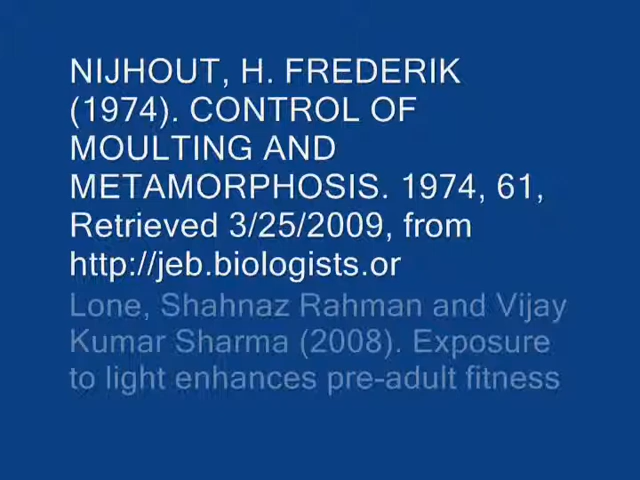 NIJHOUT, H. FREDERIK
(1974). CONTROL OF
MOULTING AND
METAMORPHOSIS. 1974, 61,
Retrieved 3/25/2009, from
http://jeb.biologists.or
Lone, Shahnaz Rahman and Vijay
Kumar Sharma (2008). Exposure
to light enhances pre-adult fitness